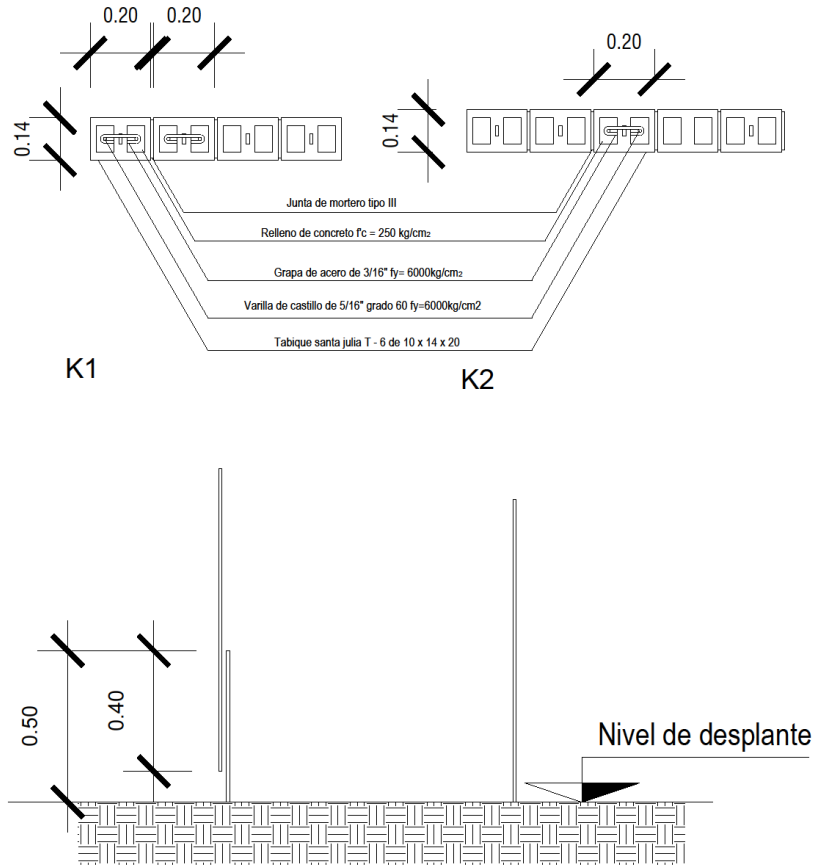 0.20 0.20
0.20
0.14
0.14
Junta de mortero tipo III
Relleno de concreto f'c = 250 kg/cm2
Grapa de acero de 3/16" fy= 6000kg/cm2
Varilla de castillo de 5/16" grado 60 fy=6000kg/cm2
Tabique santa julia T - 6 de 10 x 14 x 20
K1
K2
0.50
0.40
Nivel de desplante